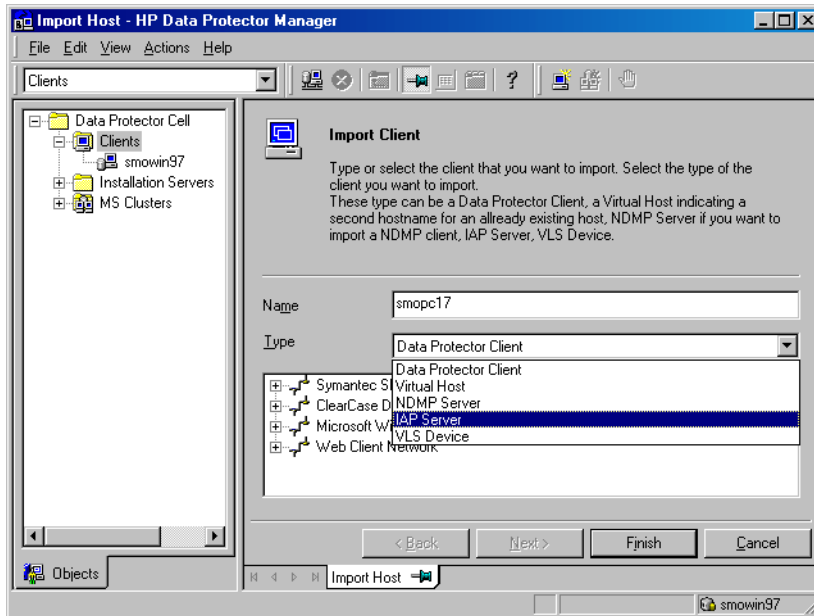 Import Host - HP Data Protector Manager
File Edit View Actions Help
Clients
Data Protector Cell
Clients
smowin97
Installation Servers
MS Clusters
Import Client
Type or select the client that you want to import. Select the type of the
client you want to import.
These type can be a Data Protector Client, a Virtual Host indicating a
second hostname for an allready existing host, NDMP Server if you want to
import a NDMP client, IAP Server, VLS Device.
Name smopc17
Type Data Protector Client
Data Protector Client
Symantec Virtual Host
ClearCase NDMP Server
Microsoft IAP Server
VLS Device
Web Client Network
< Back Next > Finish Cancel
Objects
Import Host
smowin97